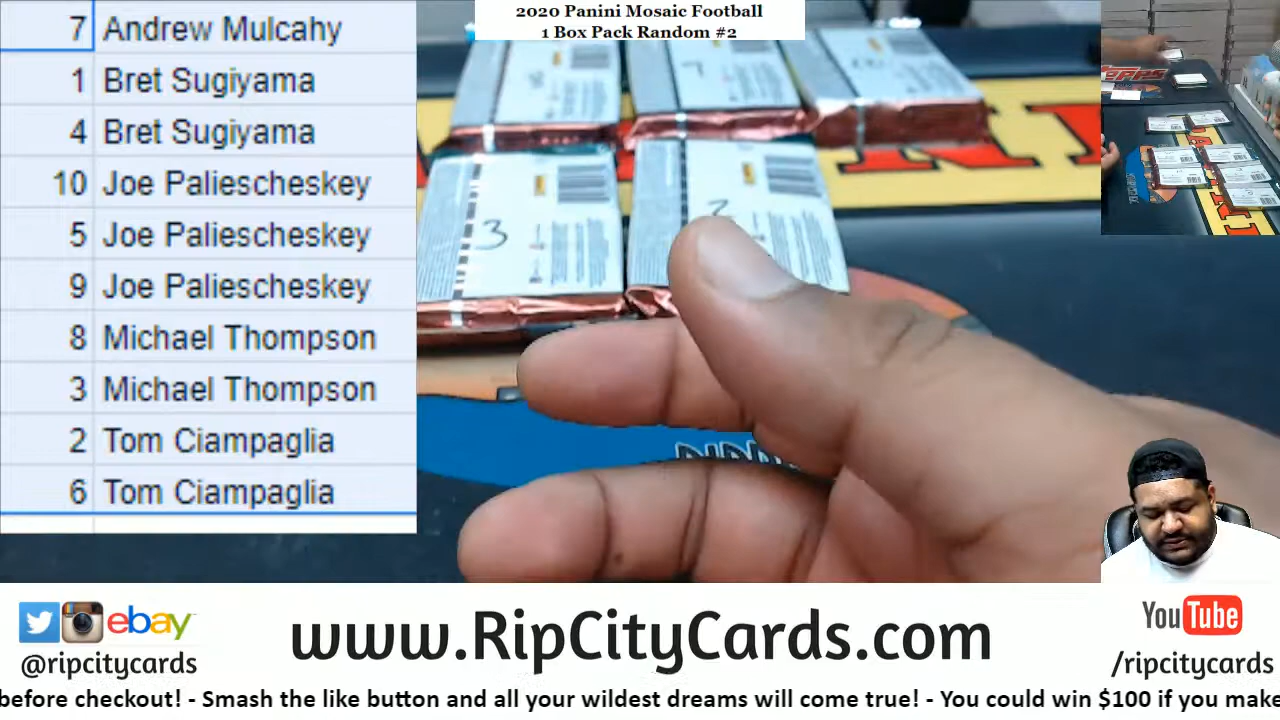 2020 Panini Mosaic Football
1 Box Pack Random #2
7 Andrew Mulcahy
1 Bret Sugiyama
4 Bret Sugiyama
10 Joe Paliescheskey
5 Joe Paliescheskey
9 Joe Paliescheskey
8 Michael Thompson
3 Michael Thompson
2 Tom Ciampaglia
6 Tom Ciampaglia
3
2
TOPPS
ebay
@ripcitycards
www.RipCityCards.com
YouTube
/ripcitycards
before checkout! - Smash the like button and all your wildest dreams will come true! - You could win $100 if you make